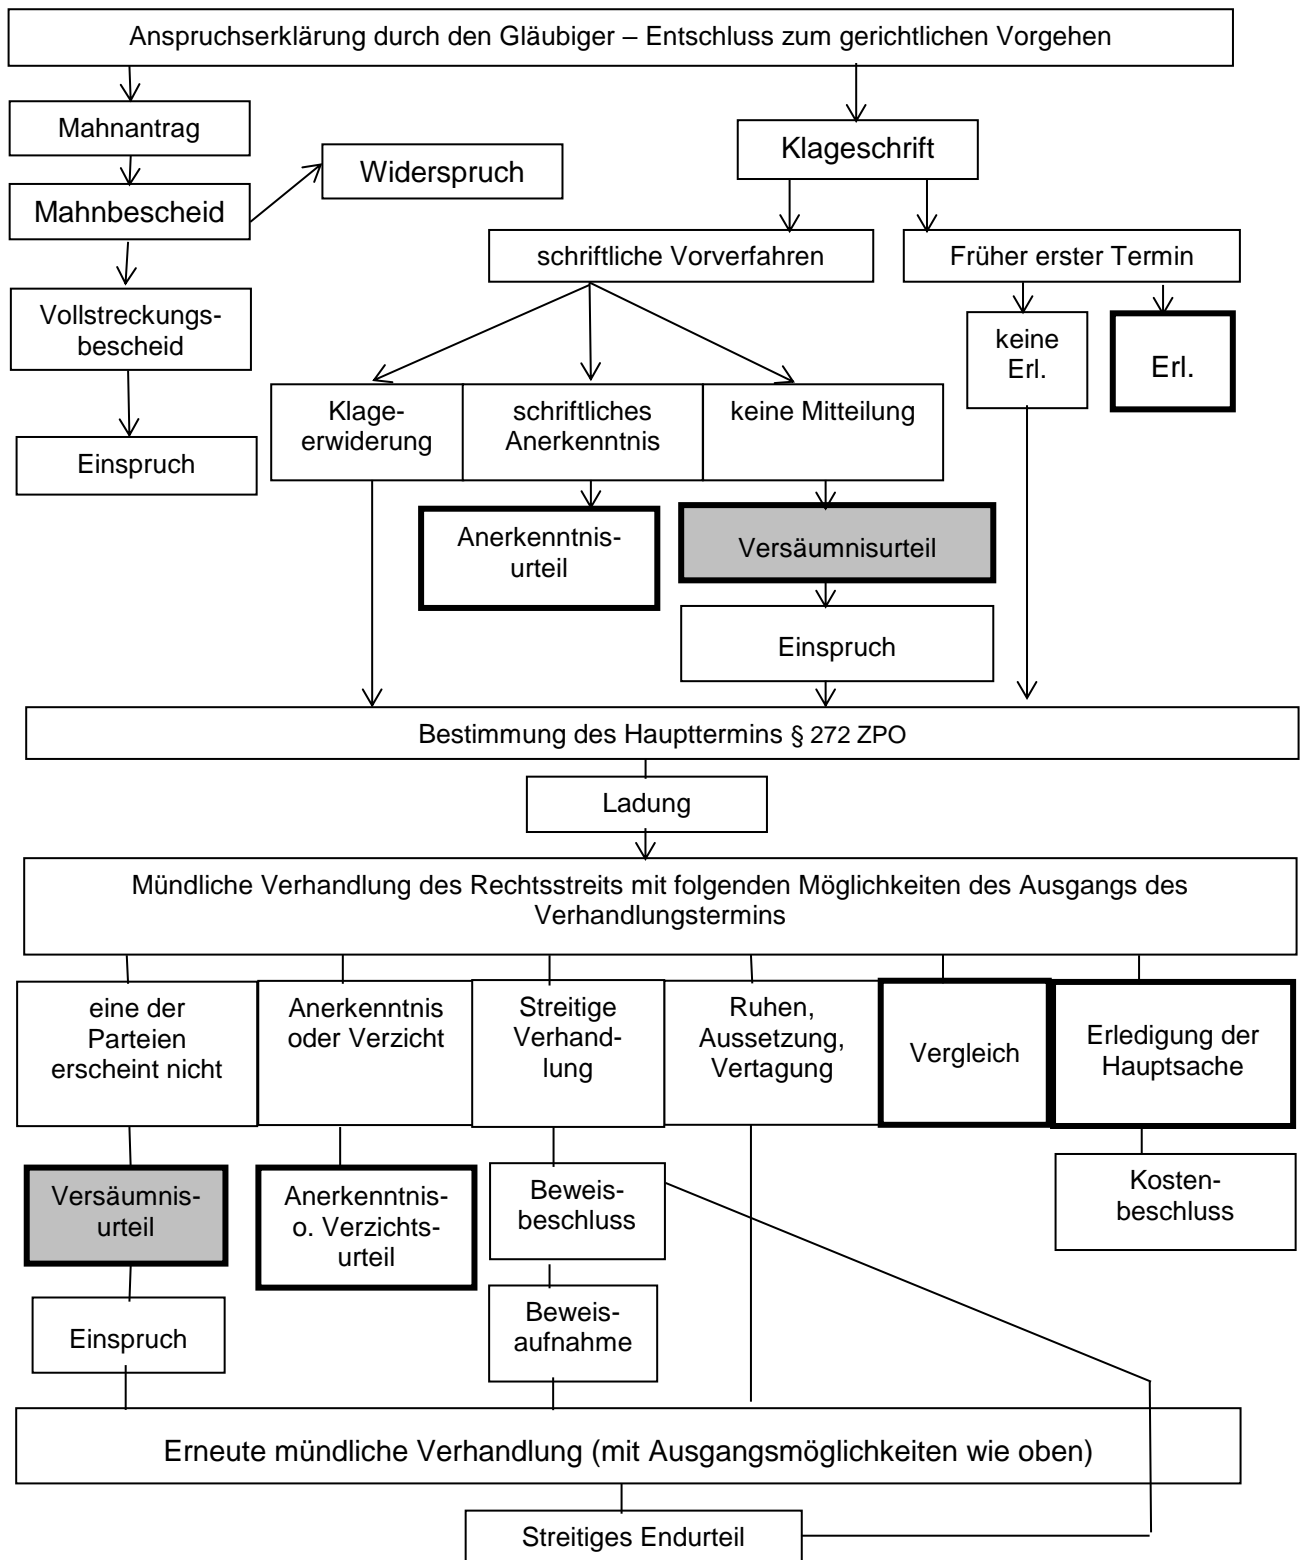 Anspruchserklärung durch den Gläubiger – Entschluss zum gerichtlichen Vorgehen
Mahnantrag
Klageschrift
Widerspruch
Mahnbescheid
schriftliche Vorverfahren
Früher erster Termin
Vollstreckungs-
bescheid
keine
Erl.
Erl.
Klage-
erwiderung
schriftliches
Anerkenntnis
keine Mitteilung
Einspruch
Anerkenntnis-
urteil
Versäumnisurteil
Einspruch
Bestimmung des Haupttermins § 272 ZPO
Ladung
Mündliche Verhandlung des Rechtsstreits mit folgenden Möglichkeiten des Ausgangs des
Verhandlungstermins
eine der
Parteien
erscheint nicht
Anerkenntnis
oder Verzicht
Streitige
Verhand-
lung
Ruhen,
Aussetzung,
Vertagung
Vergleich
Erledigung der
Hauptsache
Versäumnis-
urteil
Anerkenntnis-
o. Verzichts-
urteil
Beweis-
beschluss
Kosten-
beschluss
Einspruch
Beweis-
aufnahme
Erneute mündliche Verhandlung (mit Ausgangsmöglichkeiten wie oben)
Streitiges Endurteil